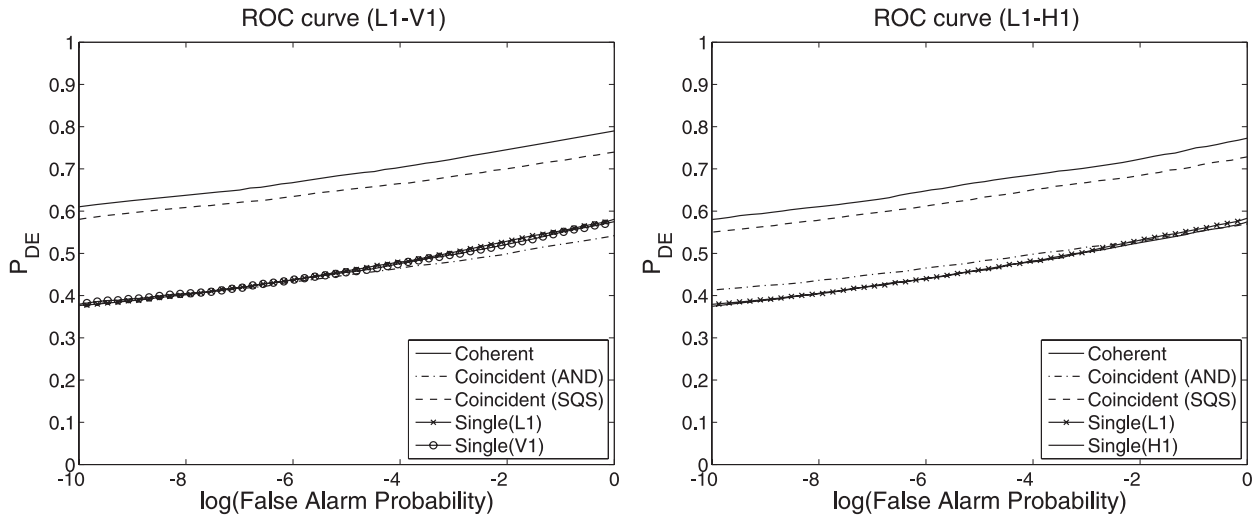 ROC curve (L1-V1)
1
0.9
0.8
0.7
0.6
0.5
0.4
0.3
0.2
0.1
0
P_DE
-10
-8
-6
-4
-2
0
log(False Alarm Probability)
Coherent
Coincident (AND)
Coincident (SQS)
Single(L1)
Single(V1)
ROC curve (L1-H1)
1
0.9
0.8
0.7
0.6
0.5
0.4
0.3
0.2
0.1
0
P_DE
-10
-8
-6
-4
-2
0
log(False Alarm Probability)
Coherent
Coincident (AND)
Coincident (SQS)
Single(L1)
Single(H1)